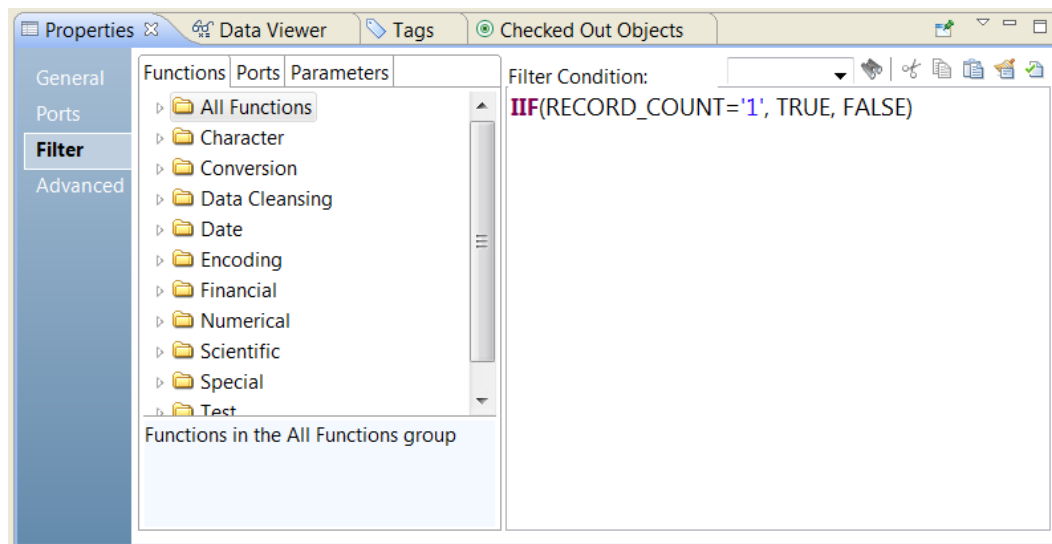 Properties Data Viewer Tags Checked Out Objects
General
Ports
Filter
Advanced
Functions Ports Parameters
All Functions
Character
Conversion
Data Cleansing
Date
Encoding
Financial
Numerical
Scientific
Special
Test
Functions in the All Functions group
Filter Condition:
IIF(RECORD_COUNT='1', TRUE, FALSE)